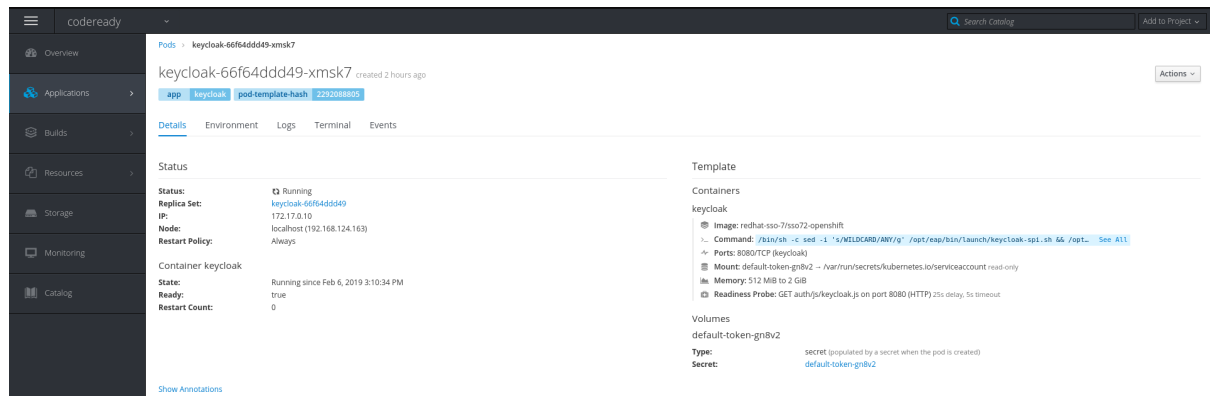 codeready
Search Catalog
Add to Project
Overview
Applications
Builds
Resources
Storage
Monitoring
Catalog
Pods > keycloak-66f64ddd49-xmsk7
keycloak-66f64ddd49-xmsk7 created 2 hours ago
Actions
app keycloak pod-template-hash 2292088805
Details Environment Logs Terminal Events
Status
Status: Running
Replica Set: keycloak-66f64ddd49
IP: 172.17.0.10
Node: localhost (192.168.124.163)
Restart Policy: Always
Container keycloak
State: Running since Feb 6, 2019 3:10:34 PM
Ready: true
Restart Count: 0
Show Annotations
Template
Containers
keycloak
Image: redhat-sso-7/sso72-openshift
Command: /bin/sh -c sed -i 's/WILDCARD/ANY/g' /opt/eap/bin/launch/keycloak-spi.sh && /opt… See All
Ports: 8080/TCP (keycloak)
Mount: default-token-gn8v2 → /var/run/secrets/kubernetes.io/serviceaccount read-only
Memory: 512 MiB to 2 GiB
Readiness Probe: GET auth/js/keycloak.js on port 8080 (HTTP) 25s delay, 5s timeout
Volumes
default-token-gn8v2
Type: secret (populated by a secret when the pod is created)
Secret: default-token-gn8v2